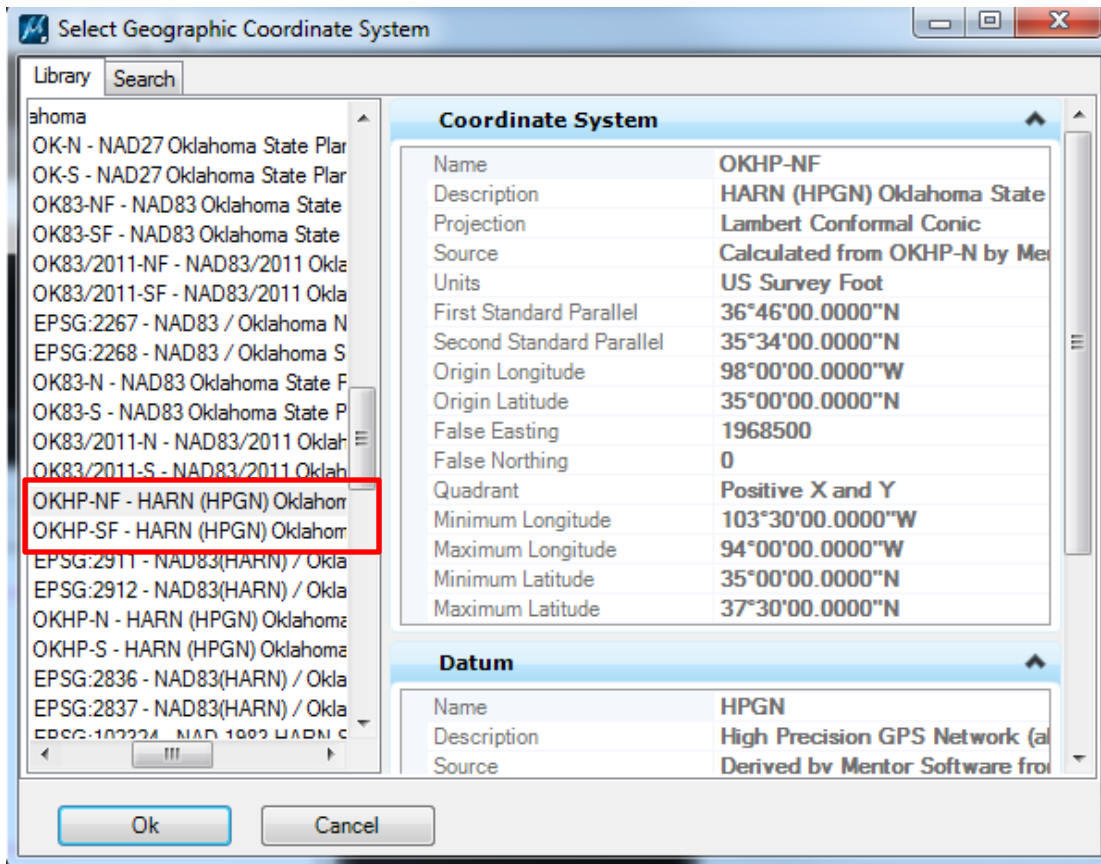 Select Geographic Coordinate System
Library
Search
ahoma
OK-N - NAD27 Oklahoma State Plan
OK-S - NAD27 Oklahoma State Plan
OK83-NF - NAD83 Oklahoma State
OK83-SF - NAD83 Oklahoma State
OK83/2011-NF - NAD83/2011 Okla
OK83/2011-SF - NAD83/2011 Okla
EPSG:2267 - NAD83 / Oklahoma N
EPSG:2268 - NAD83 / Oklahoma S
OK83-N - NAD83 Oklahoma State P
OK83-S - NAD83 Oklahoma State P
OK83/2011-N - NAD83/2011 Oklah
OK83/2011-S - NAD83/2011 Oklah
OKHP-NF - HARN (HPGN) Oklahom
OKHP-SF - HARN (HPGN) Oklahom
EPSG:2911 - NAD83(HARN) / Okla
EPSG:2912 - NAD83(HARN) / Okla
OKHP-N - HARN (HPGN) Oklahoma
OKHP-S - HARN (HPGN) Oklahoma
EPSG:2836 - NAD83(HARN) / Okla
EPSG:2837 - NAD83(HARN) / Okla
EPSG:102324 - NAD 1983 HARN S
Coordinate System
Name OKHP-NF
Description HARN (HPGN) Oklahoma State
Projection Lambert Conformal Conic
Source Calculated from OKHP-N by Me
Units US Survey Foot
First Standard Parallel 36°46'00.0000"N
Second Standard Parallel 35°34'00.0000"N
Origin Longitude 98°00'00.0000"W
Origin Latitude 35°00'00.0000"N
False Easting 1968500
False Northing 0
Quadrant Positive X and Y
Minimum Longitude 103°30'00.0000"W
Maximum Longitude 94°00'00.0000"W
Minimum Latitude 35°00'00.0000"N
Maximum Latitude 37°30'00.0000"N
Datum
Name HPGN
Description High Precision GPS Network (al
Source Derived by Mentor Software fro
Ok
Cancel